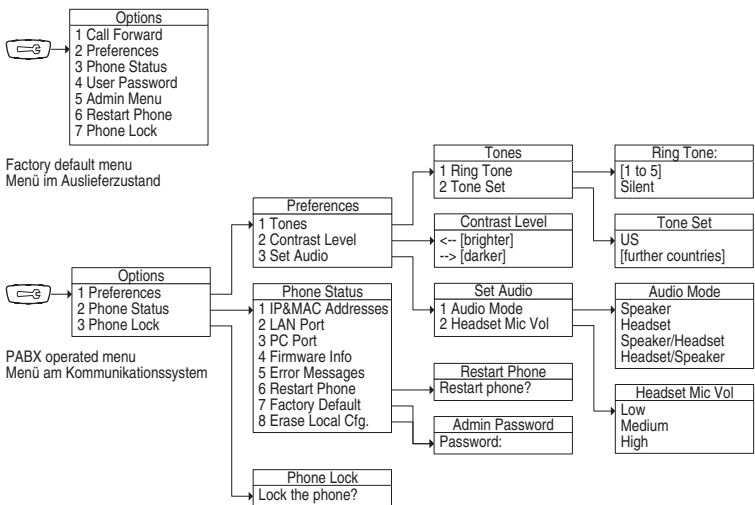 Options
1 Call Forward
2 Preferences
3 Phone Status
4 User Password
5 Admin Menu
6 Restart Phone
7 Phone Lock
Factory default menu
Menü im Auslieferzustand
Options
1 Preferences
2 Phone Status
3 Phone Lock
PABX operated menu
Menü am Kommunikationssystem
Preferences
1 Tones
2 Contrast Level
3 Set Audio
Phone Status
1 IP&MAC Addresses
2 LAN Port
3 PC Port
4 Firmware Info
5 Error Messages
6 Restart Phone
7 Factory Default
8 Erase Local Cfg.
Phone Lock
Lock the phone?
Tones
1 Ring Tone
2 Tone Set
Contrast Level
<-- [brighter]
--> [darker]
Set Audio
1 Audio Mode
2 Headset Mic Vol
Restart Phone
Restart phone?
Admin Password
Password:
Ring Tone:
[1 to 5]
Silent
Tone Set
US
[further countries]
Audio Mode
Speaker
Headset
Speaker/Headset
Headset/Speaker
Headset Mic Vol
Low
Medium
High